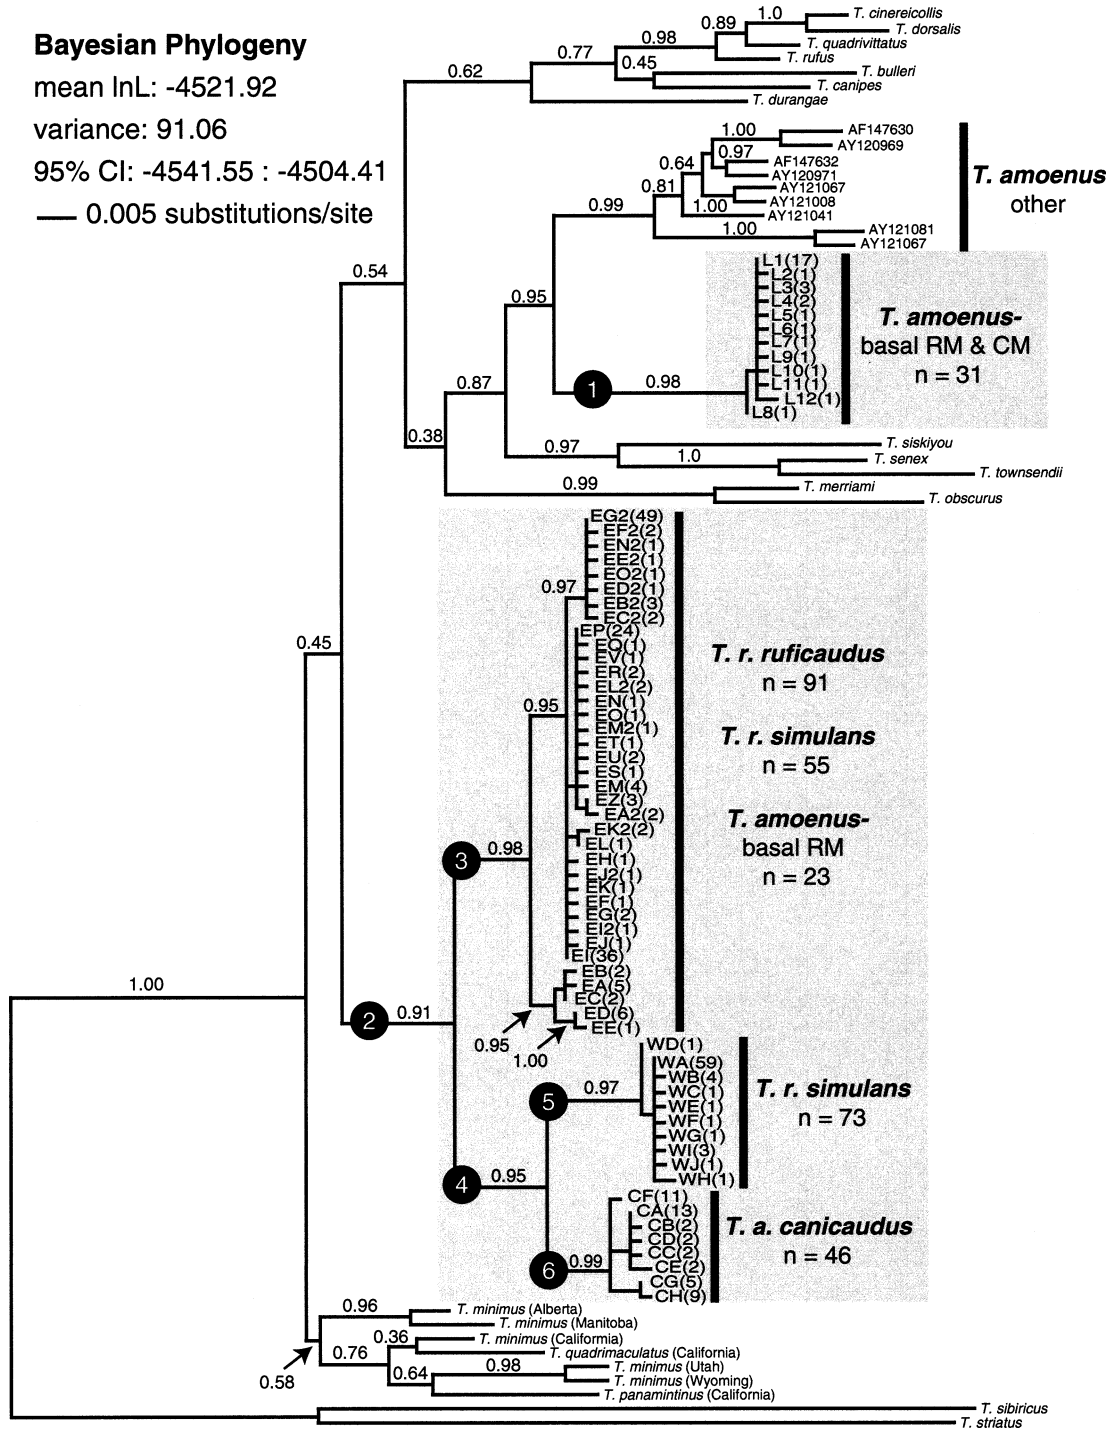 Bayesian Phylogeny
mean lnL: -4521.92
variance: 91.06
95% CI: -4541.55 : -4504.41
0.005 substitutions/site
1.0
T. cinereicollis
0.89
T. dorsalis
0.98
T. quadrivittatus
T. rufus
0.77
0.45
T. bulleri
0.62
T. canipes
T. durangae
1.00
AF147630
AY120969
0.97
AF147632
0.64
AY120971
0.81
AY121067
AY121008
1.00
AY121041
0.99
1.00
AY121081
AY121067
T. amoenus
other
0.54
0.95
L1(17)
L2(1)
L3(3)
L4(2)
L5(1)
L6(1)
L7(1)
L9(1)
L10(1)
L11(1)
L12(1)
L8(1)
T. amoenus-
basal RM & CM
n = 31
0.87
1
0.98
0.38
0.97
T. siskiyou
1.0
T. senex
T. townsendii
0.99
T. merriami
T. obscurus
EG2(49)
EF2(2)
EN2(1)
EE2(1)
EO2(1)
ED2(1)
EB2(3)
EC2(2)
0.97
EP(24)
EQ(1)
EV(1)
ER(2)
EL2(2)
EN(1)
EO(1)
EM2(1)
ET(1)
EU(2)
ES(1)
EM(4)
EZ(3)
EA2(2)
0.95
EK2(2)
EL(1)
EH(1)
EJ2(1)
EK(1)
EF(1)
EG(2)
EI2(1)
EJ(1)
EI(36)
EB(2)
EA(5)
EC(2)
ED(6)
EE(1)
T. r. ruficaudus
n = 91
T. r. simulans
n = 55
T. amoenus-
basal RM
n = 23
0.45
3
0.98
1.00
2
0.91
0.95
1.00
WD(1)
WA(59)
WB(4)
WC(1)
WE(1)
WF(1)
WG(1)
WI(3)
WJ(1)
WH(1)
5
0.97
T. r. simulans
n = 73
4
0.95
CF(11)
CA(13)
CB(2)
CD(2)
CC(2)
CE(2)
CG(5)
CH(9)
6
0.99
T. a. canicaudus
n = 46
0.96
T. minimus (Alberta)
T. minimus (Manitoba)
0.36
T. minimus (California)
0.76
T. quadrimaculatus (California)
0.98
T. minimus (Utah)
0.64
T. minimus (Wyoming)
0.58
T. panamintinus (California)
T. sibiricus
T. striatus